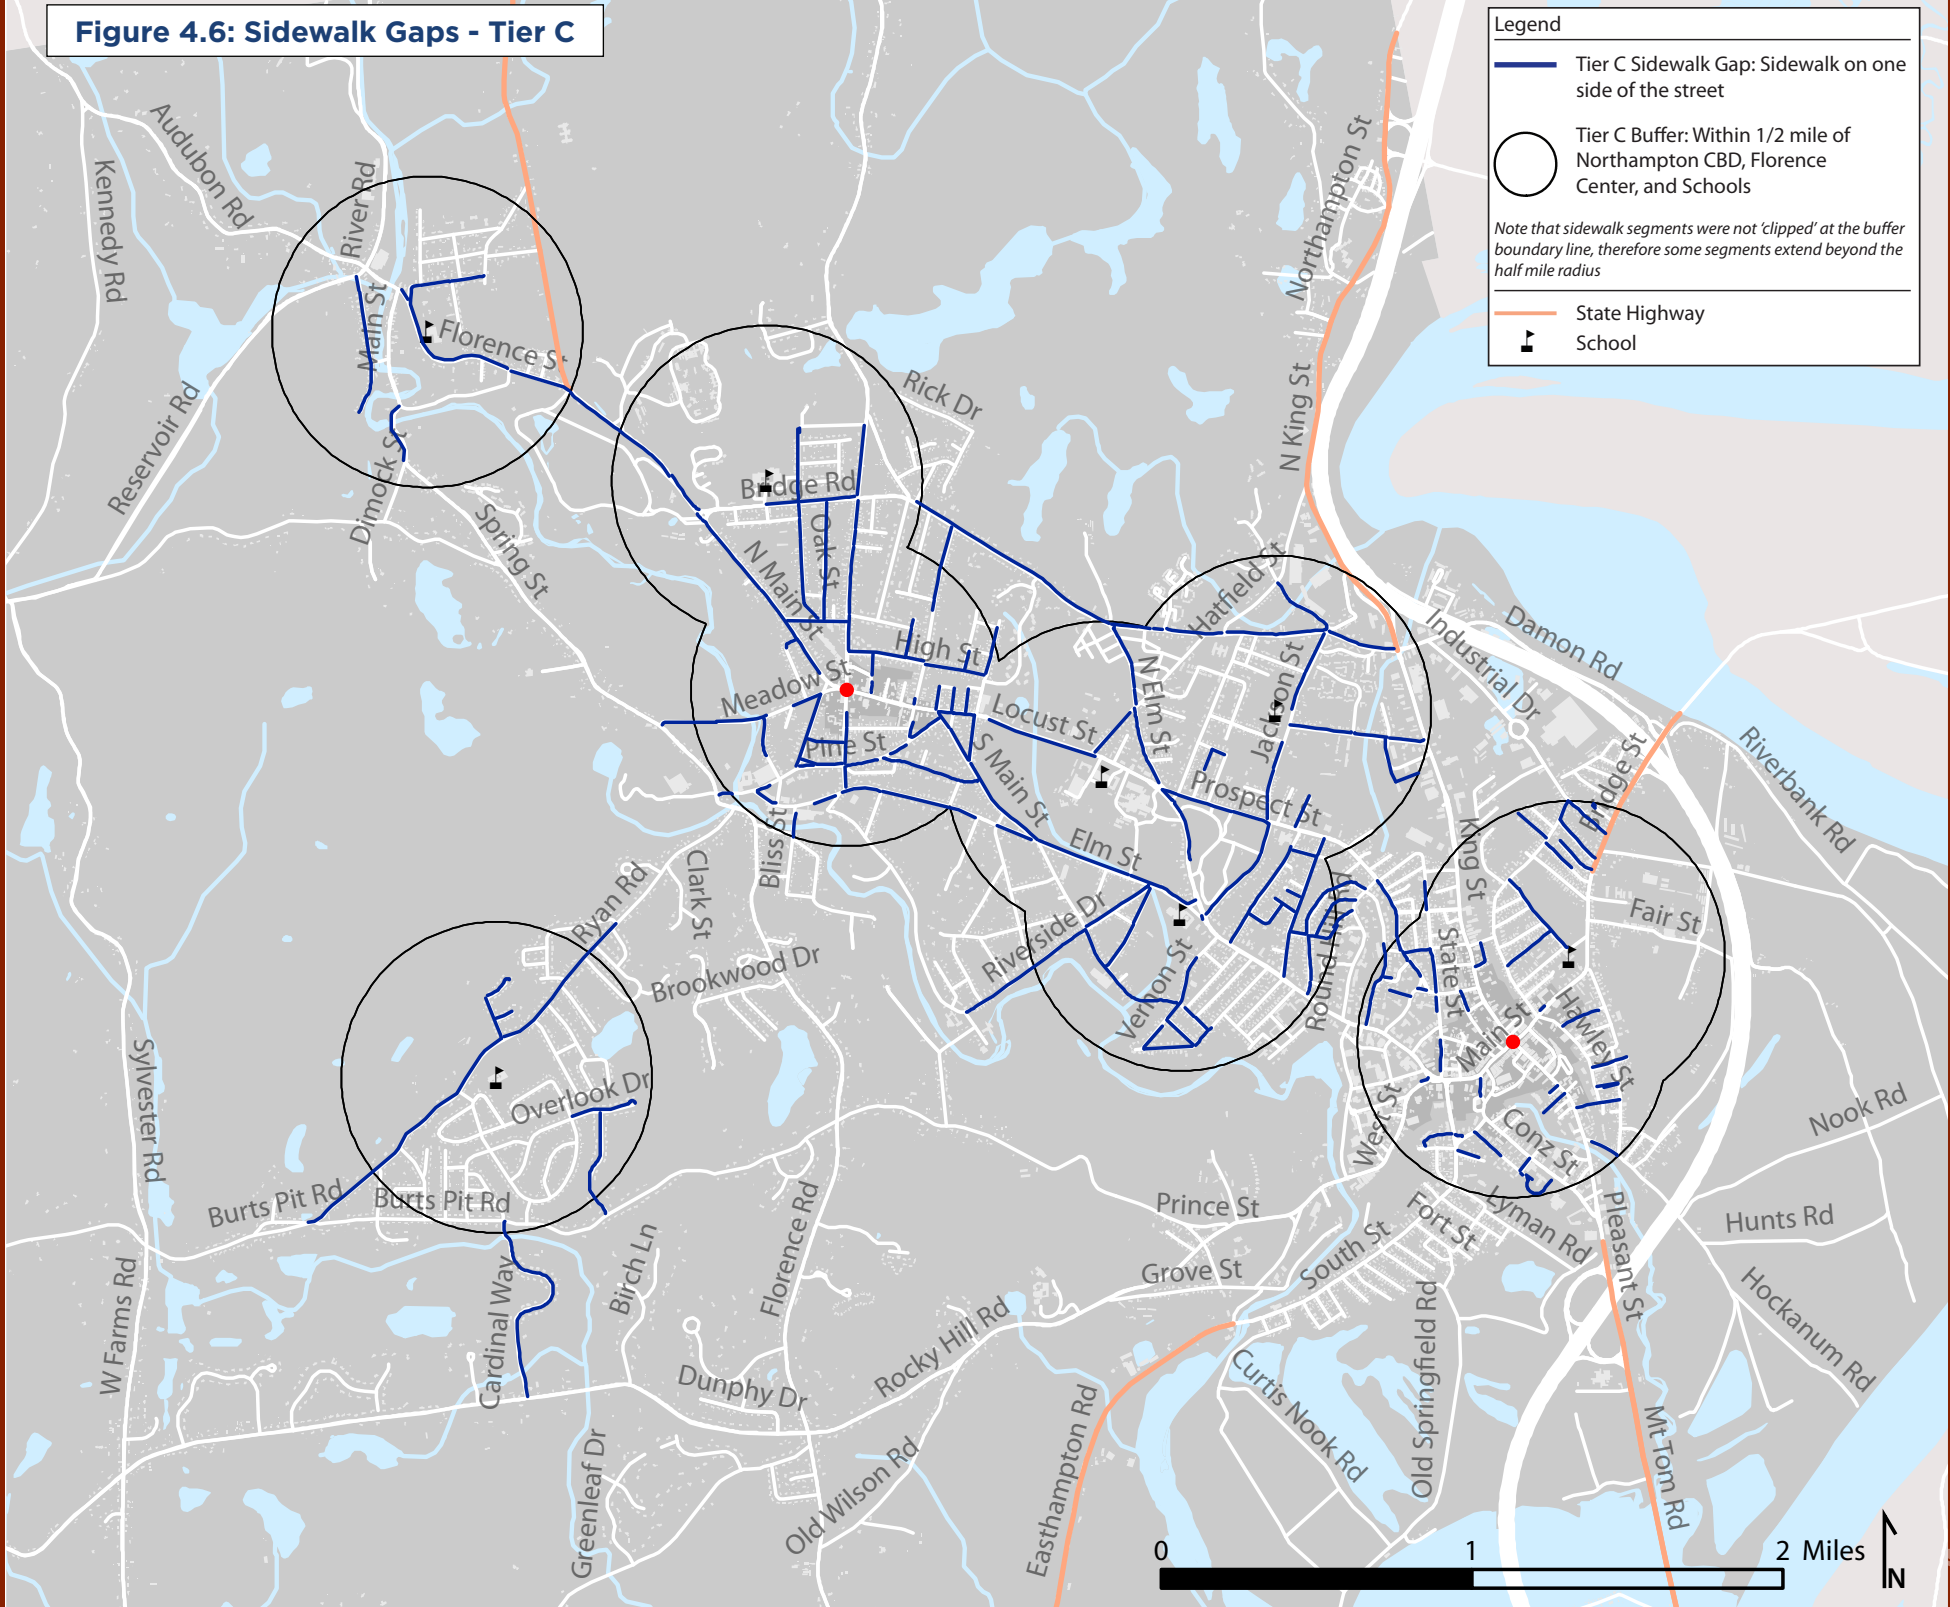 Figure 4.6: Sidewalk Gaps - Tier C
Legend
Tier C Sidewalk Gap: Sidewalk on one
side of the street
Tier C Buffer: Within 1/2 mile of
Northampton CBD, Florence
Center, and Schools
Note that sidewalk segments were not 'clipped' at the buffer
boundary line, therefore some segments extend beyond the
half mile radius
State Highway
School
Audubon Rd
Kennedy Rd
River Rd
Main St
Florence St
Reservoir Rd
Dimock St
Spring St
Rick Dr
Bridge Rd
Oak St
N Main St
High St
Meadow St
Pine St
Locust St
S Main St
N Elm St
Elm St
Northampton St
N King St
Hatfield St
Jackson St
Prospect St
Industrial Dr
Damon Rd
Bridge St
Riverbank Rd
King St
Fair St
Round Hill Rd
State St
Main St
Hawley St
Vernon St
Riverside Dr
Bliss St
Clark St
Ryan Rd
Brookwood Dr
Overlook Dr
Sylvester Rd
Burts Pit Rd
Burts Pit Rd
West St
Conz St
Nook Rd
Prince St
Fort St
Lyman Rd
Pleasant St
Hunts Rd
Hockanum Rd
Grove St
South St
W Farms Rd
Cardinal Way
Birch Ln
Florence Rd
Rocky Hill Rd
Dunphy Dr
Curtis Nook Rd
Old Springfield Rd
Mt Tom Rd
Greenleaf Dr
Old Wilson Rd
Easthampton Rd
0 1 2 Miles
N